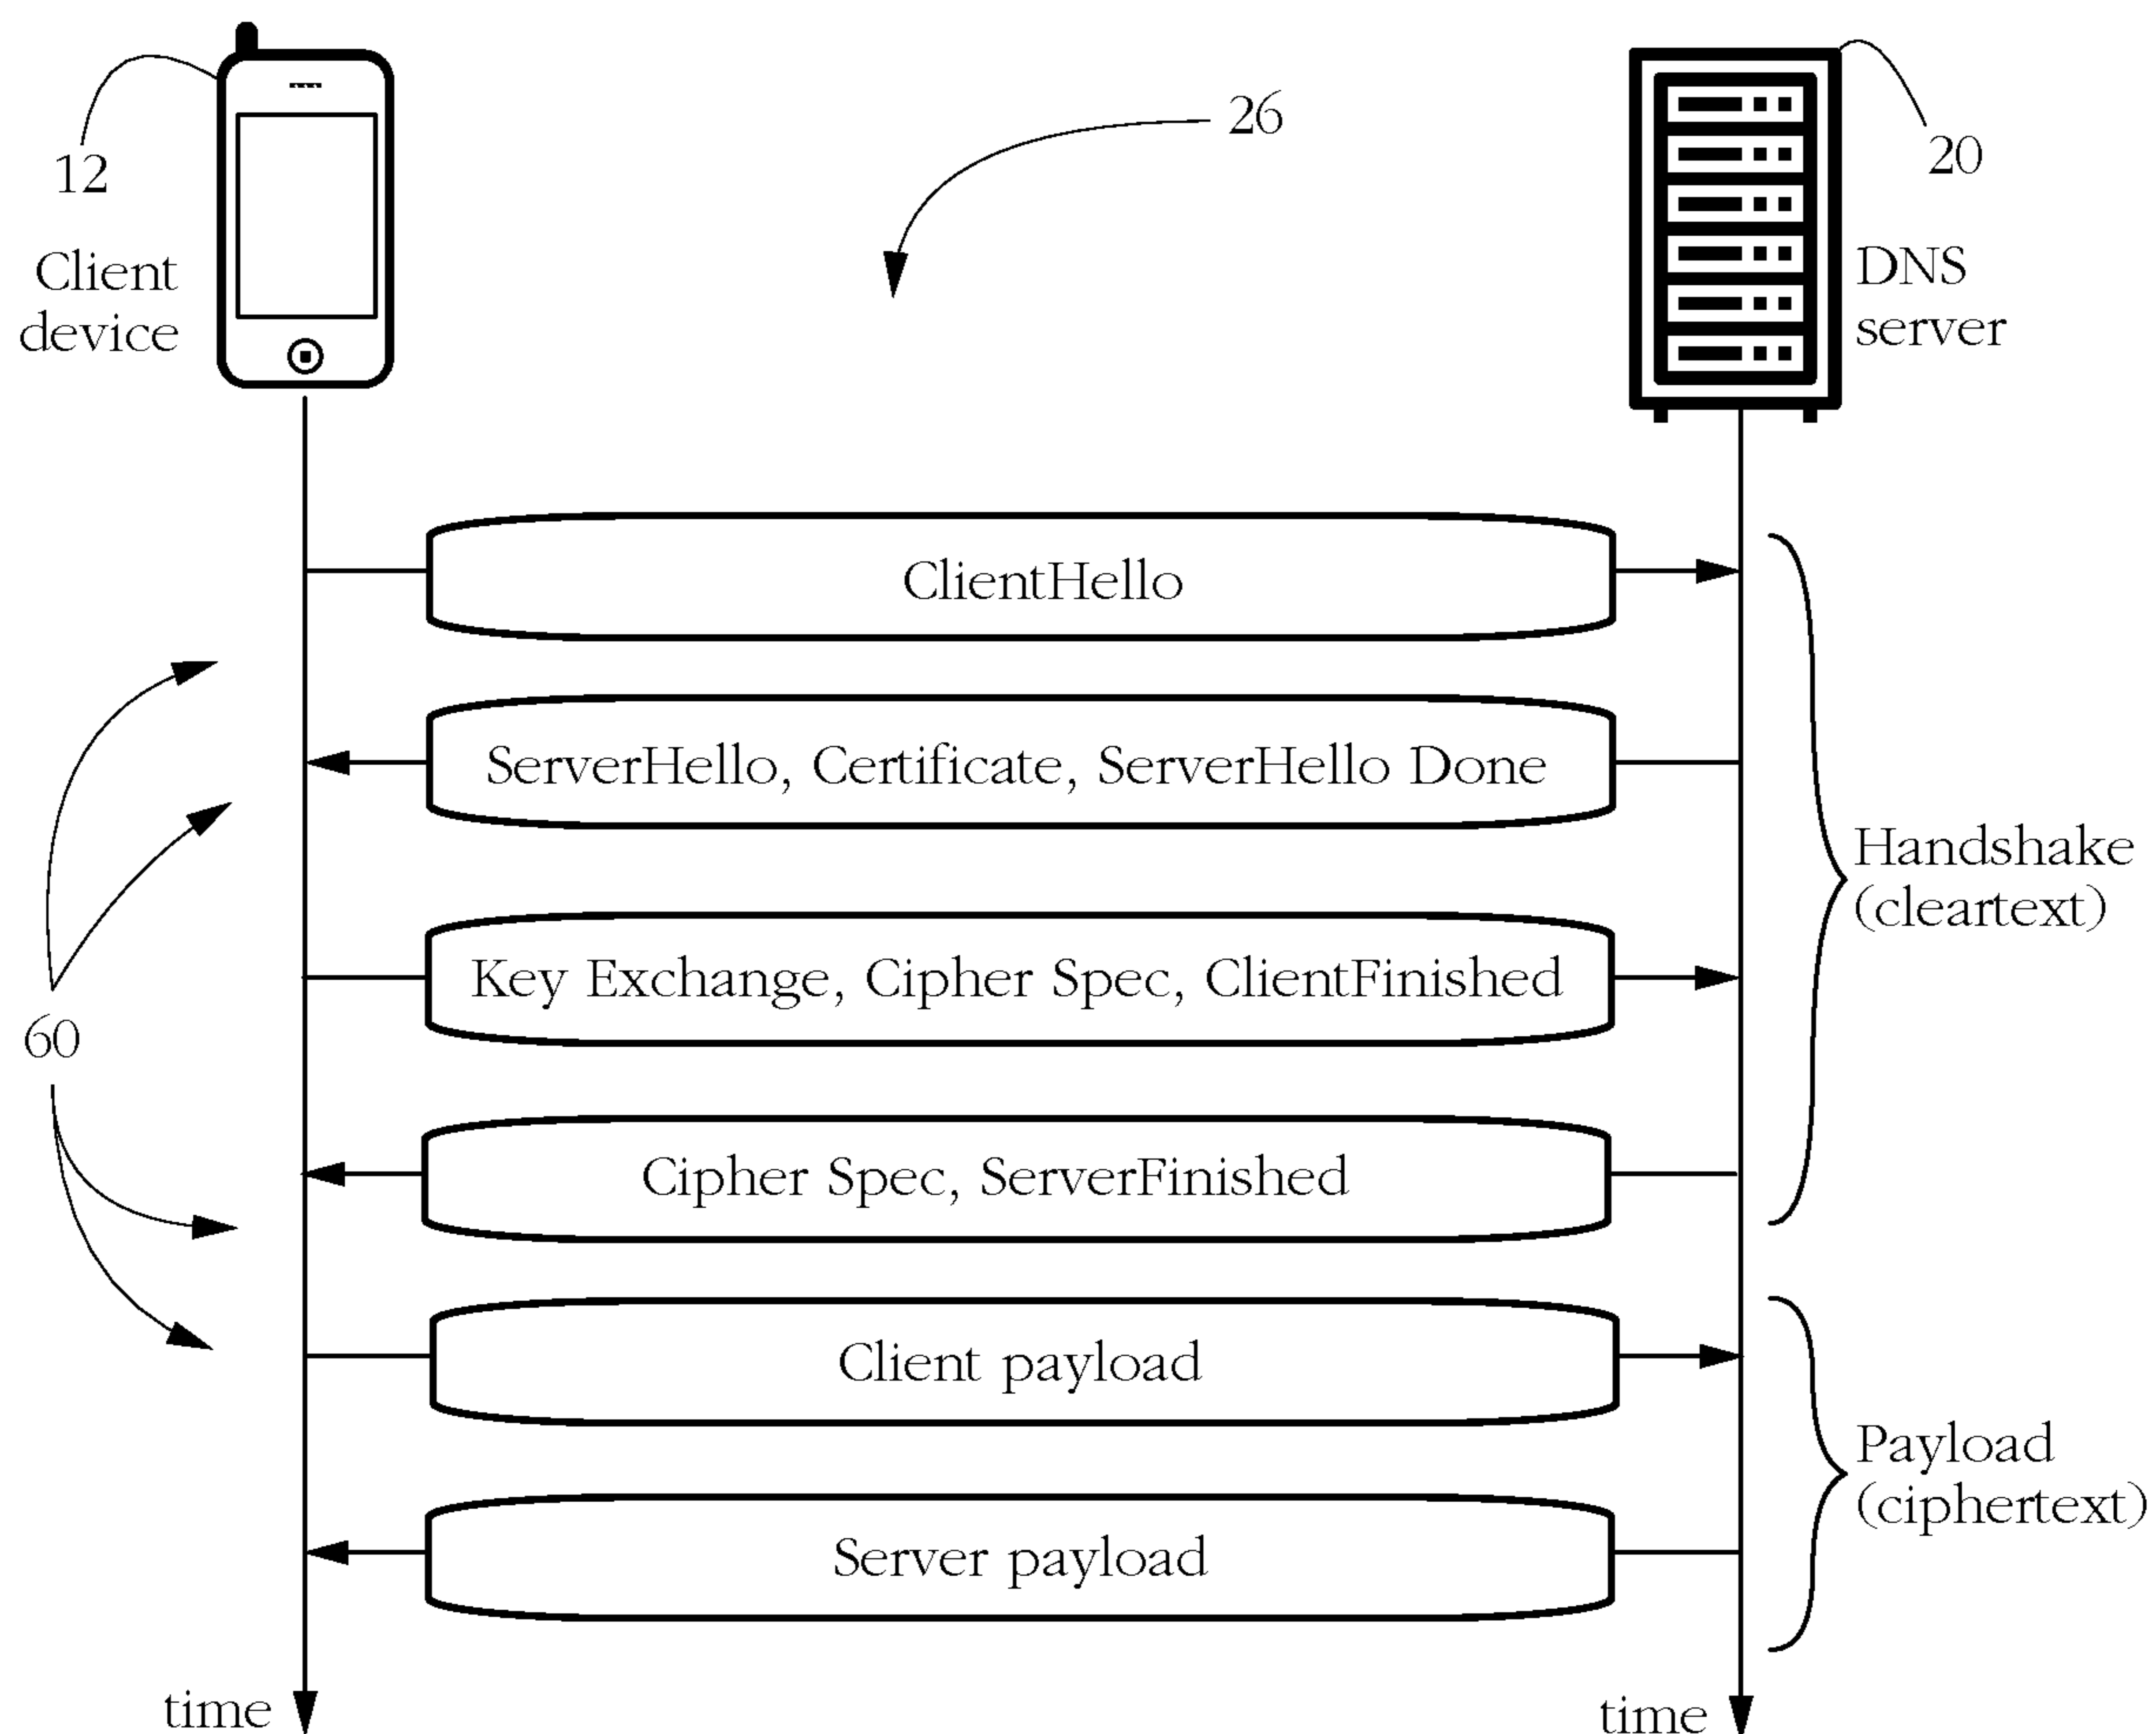 26
12
20
Client
device
DNS
server
ClientHello
ServerHello, Certificate, ServerHello Done
Handshake
(cleartext)
Key Exchange, Cipher Spec, ClientFinished
60
Cipher Spec, ServerFinished
Client payload
Payload
(ciphertext)
Server payload
time
time